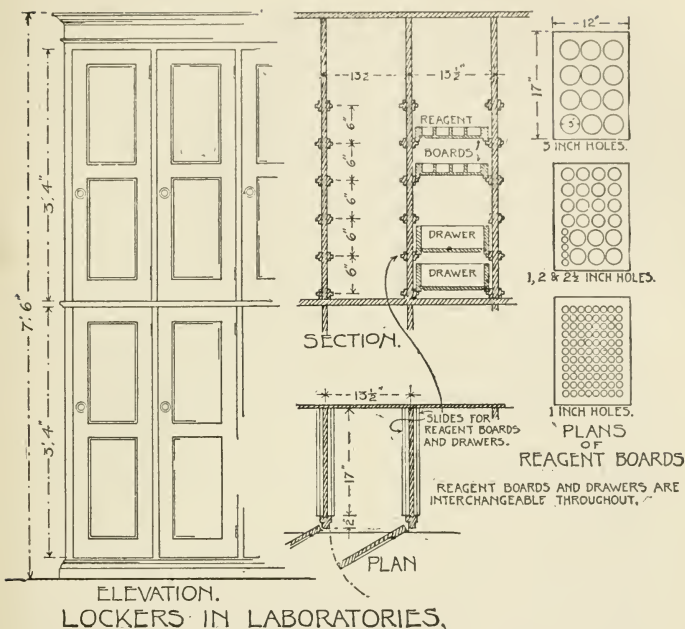 3'. 4"
7'. 6"
3'. 4"
ELEVATION.
13½
13½"
6"
6"
6"
6"
6"
REAGENT
BOARDS
DRAWER
DRAWER
SECTION.
13½"
SLIDES FOR
REAGENT BOARDS
AND DRAWERS.
17"
2"
PLAN
12"
17"
3"
3 INCH HOLES.
1, 2 & 2½ INCH HOLES.
1 INCH HOLES.
PLANS
OF
REAGENT BOARDS
REAGENT BOARDS AND DRAWERS ARE
INTERCHANGEABLE THROUGHOUT.
LOCKERS IN LABORATORIES.